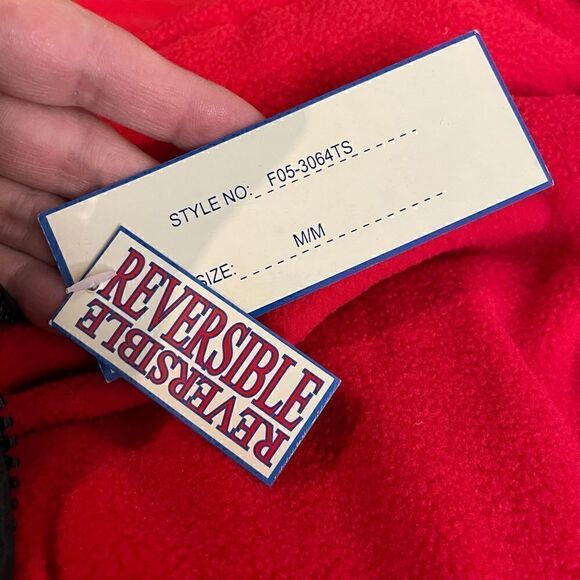 STYLE NO: F05-3064TS
SIZE: M/M
REVERSIBLE
REVERSIBLE